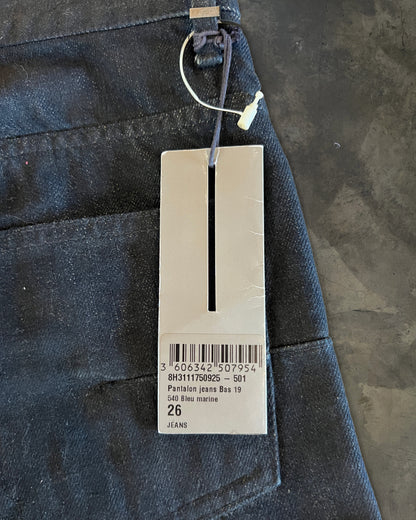 3 606342 507954
8H3111750925 - 501
Pantalon jeans Bas 19
540 Bleu marine
26
JEANS